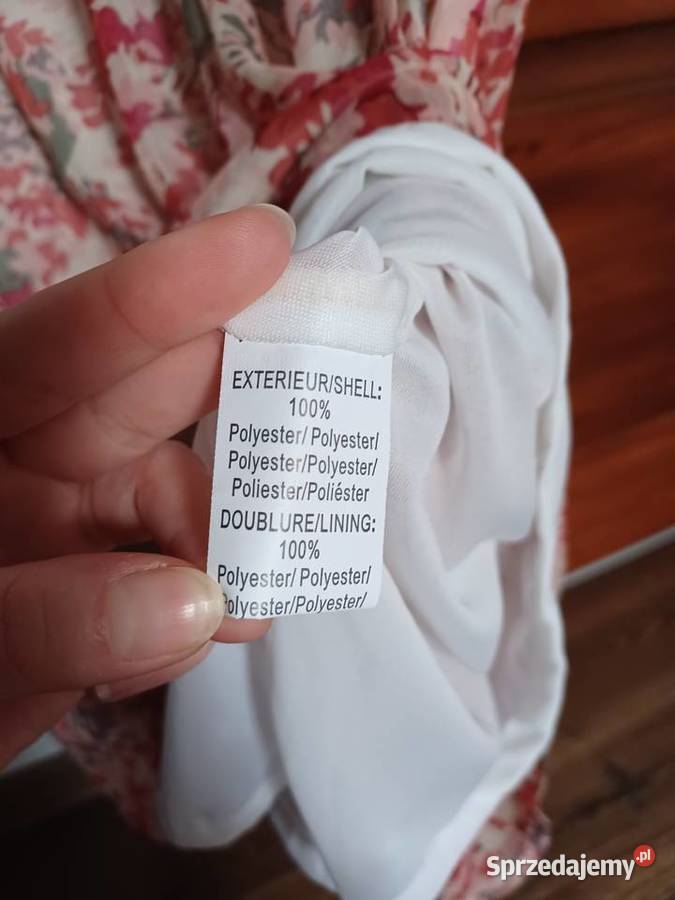 EXTERIEUR/SHELL:
100%
Polyester/ Polyester/
Polyester/Polyester/
Poliester/Poliéster
DOUBLURE/LINING:
100%
Polyester/ Polyester/
Polyester/Polyester/
Sprzedajemy.pl